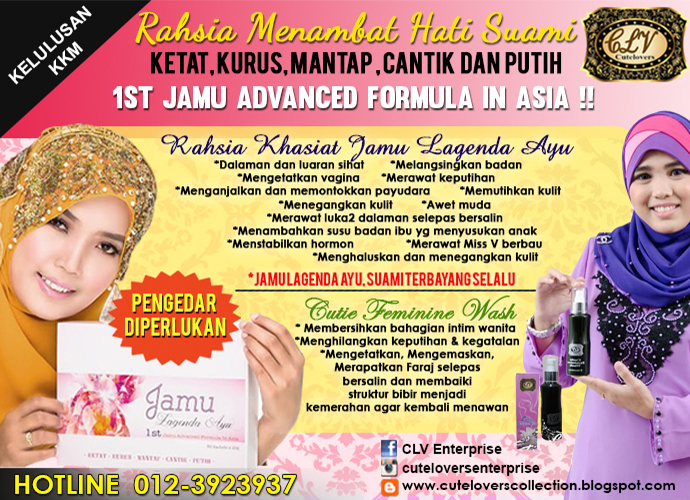 KELULUSAN
KKM
Rahsia Menambat Hati Suami
KETAT, KURUS, MANTAP, CANTIK DAN PUTIH
1ST JAMU ADVANCED FORMULA IN ASIA !!
CLV
Cutelovers
Rahsia Khasiat Jamu Lagenda Ayu
*Dalaman dan luaran sihat *Melangsingkan badan
*Mengetatkan vagina *Merawat keputihan
*Menganjalkan dan memontokkan payudara *Memutihkan kulit
*Menegangkan kulit *Awet muda
*Merawat luka2 dalaman selepas bersalin
*Menambahkan susu badan ibu yg menyusukan anak
*Menstabilkan hormon *Merawat Miss V berbau
*Menghaluskan dan menegangkan kulit
*JAMU LAGENDA AYU, SUAMI TERBAYANG SELALU
PENGEDAR
DIPERLUKAN
Cutie Feminine Wash
* Membersihkan bahagian intim wanita
*Menghilangkan keputihan & kegatalan
*Mengetatkan, Mengemaskan,
Merapatkan Faraj selepas
bersalin dan membaiki
struktur bibir menjadi
kemerahan agar kembali menawan
Jamu
Lagenda Ayu
1st Jamu Advanced Formula In Asia
KETAT - KURUS - MANTAP - CANTIK - PUTIH
CLV Enterprise
cuteloversenterprise
www.cuteloverscollection.blogspot.com
HOTLINE 012-3923937